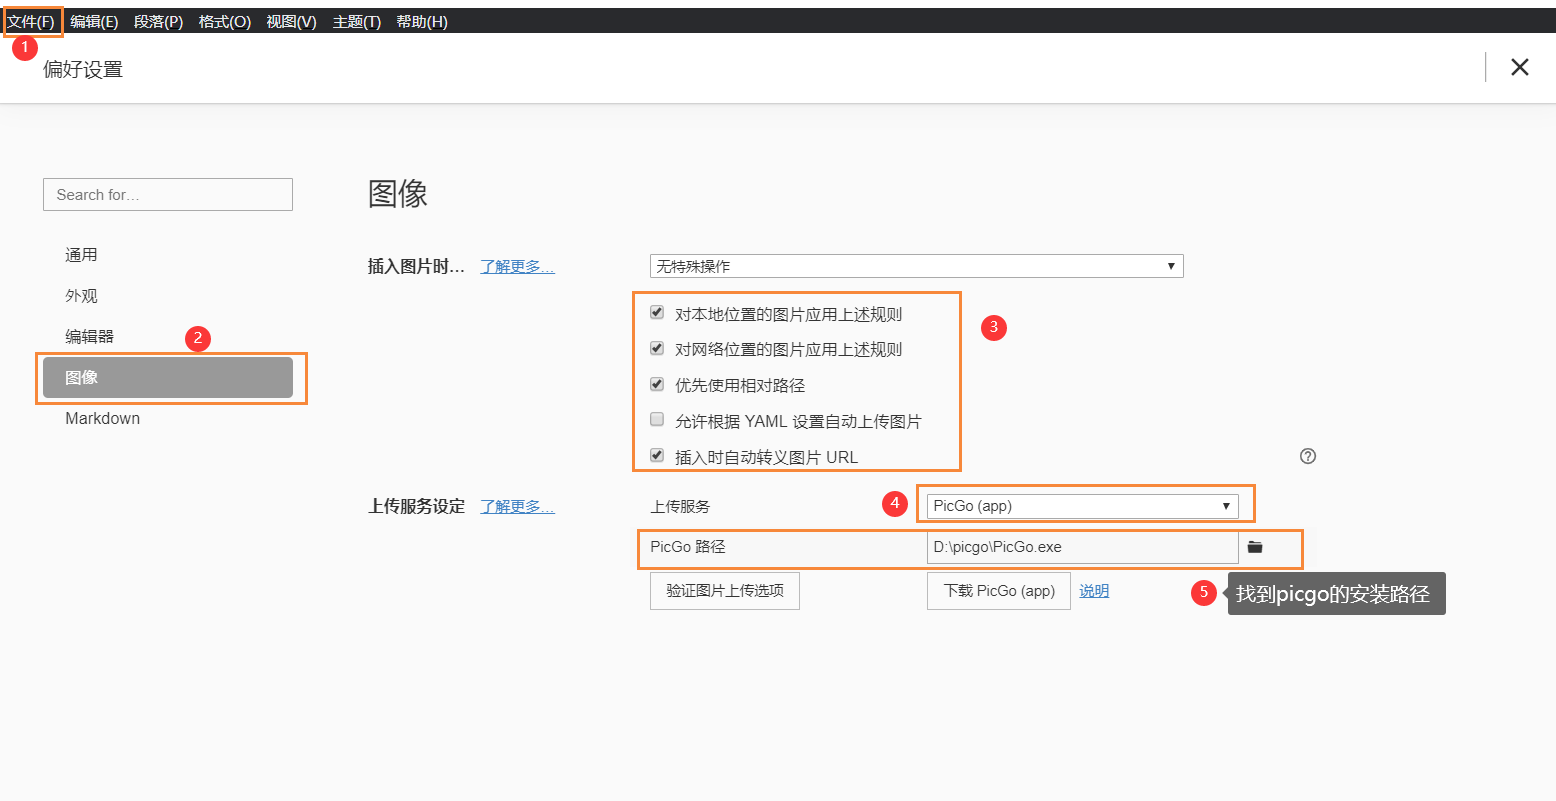 文件(F) 编辑(E) 段落(P) 格式(O) 视图(V) 主题(T) 帮助(H)
1
偏好设置
Search for…
通用
外观
编辑器
2
图像
Markdown
图像
插入图片时... 了解更多…
无特殊操作
对本地位置的图片应用上述规则
3
对网络位置的图片应用上述规则
优先使用相对路径
允许根据 YAML 设置自动上传图片
插入时自动转义图片 URL
上传服务设定 了解更多…
上传服务
4
PicGo (app)
PicGo 路径
D:\picgo\PicGo.exe
验证图片上传选项
下载 PicGo (app)
说明
5
找到picgo的安装路径